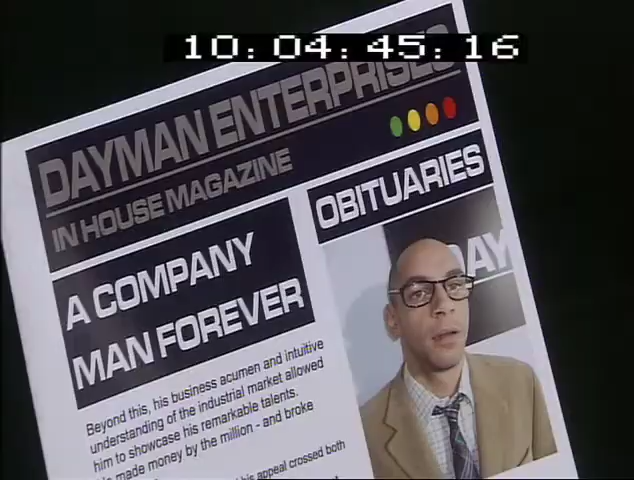 10:04:45:16
DAYMAN ENTERPRISES
IN HOUSE MAGAZINE
OBITUARIES
A COMPANY
MAN FOREVER
DAY
Beyond this, his business acumen and intuitive
understanding of the industrial market allowed
him to showcase his remarkable talents.
made money by the million - and broke
his appeal crossed both